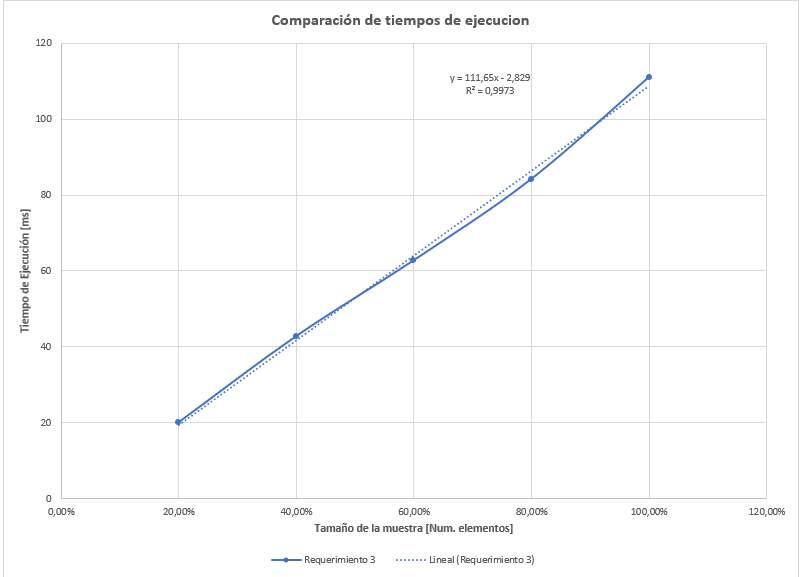 Comparación de tiempos de ejecucion
120
y = 111,65x - 2,829
R² = 0,9973
100
80
60
40
20
0
Tiempo de Ejecución [ms]
0,00%
20,00%
40,00%
60,00%
80,00%
100,00%
120,00%
Tamaño de la muestra [Num. elementos]
Requerimiento 3
Lineal (Requerimiento 3)